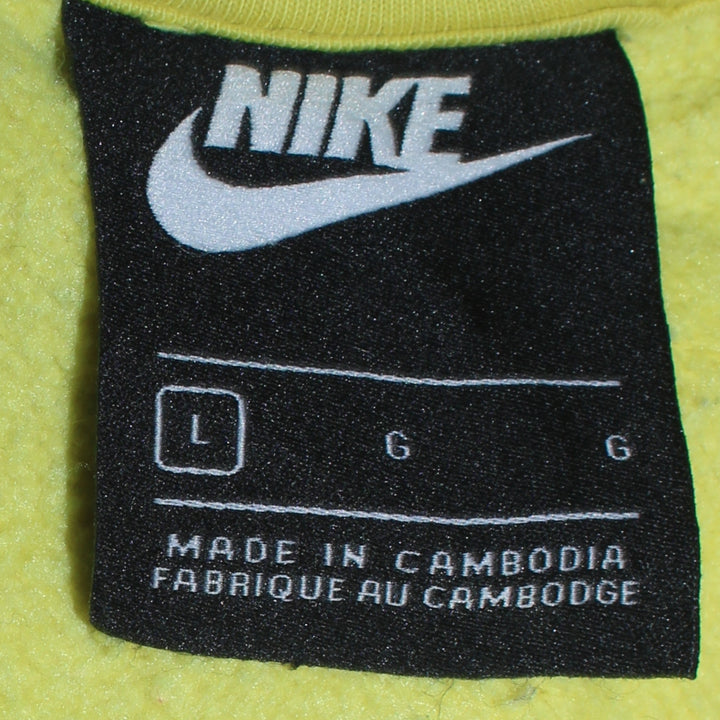 NIKE
L G G
MADE IN CAMBODIA
FABRIQUE AU CAMBODGE